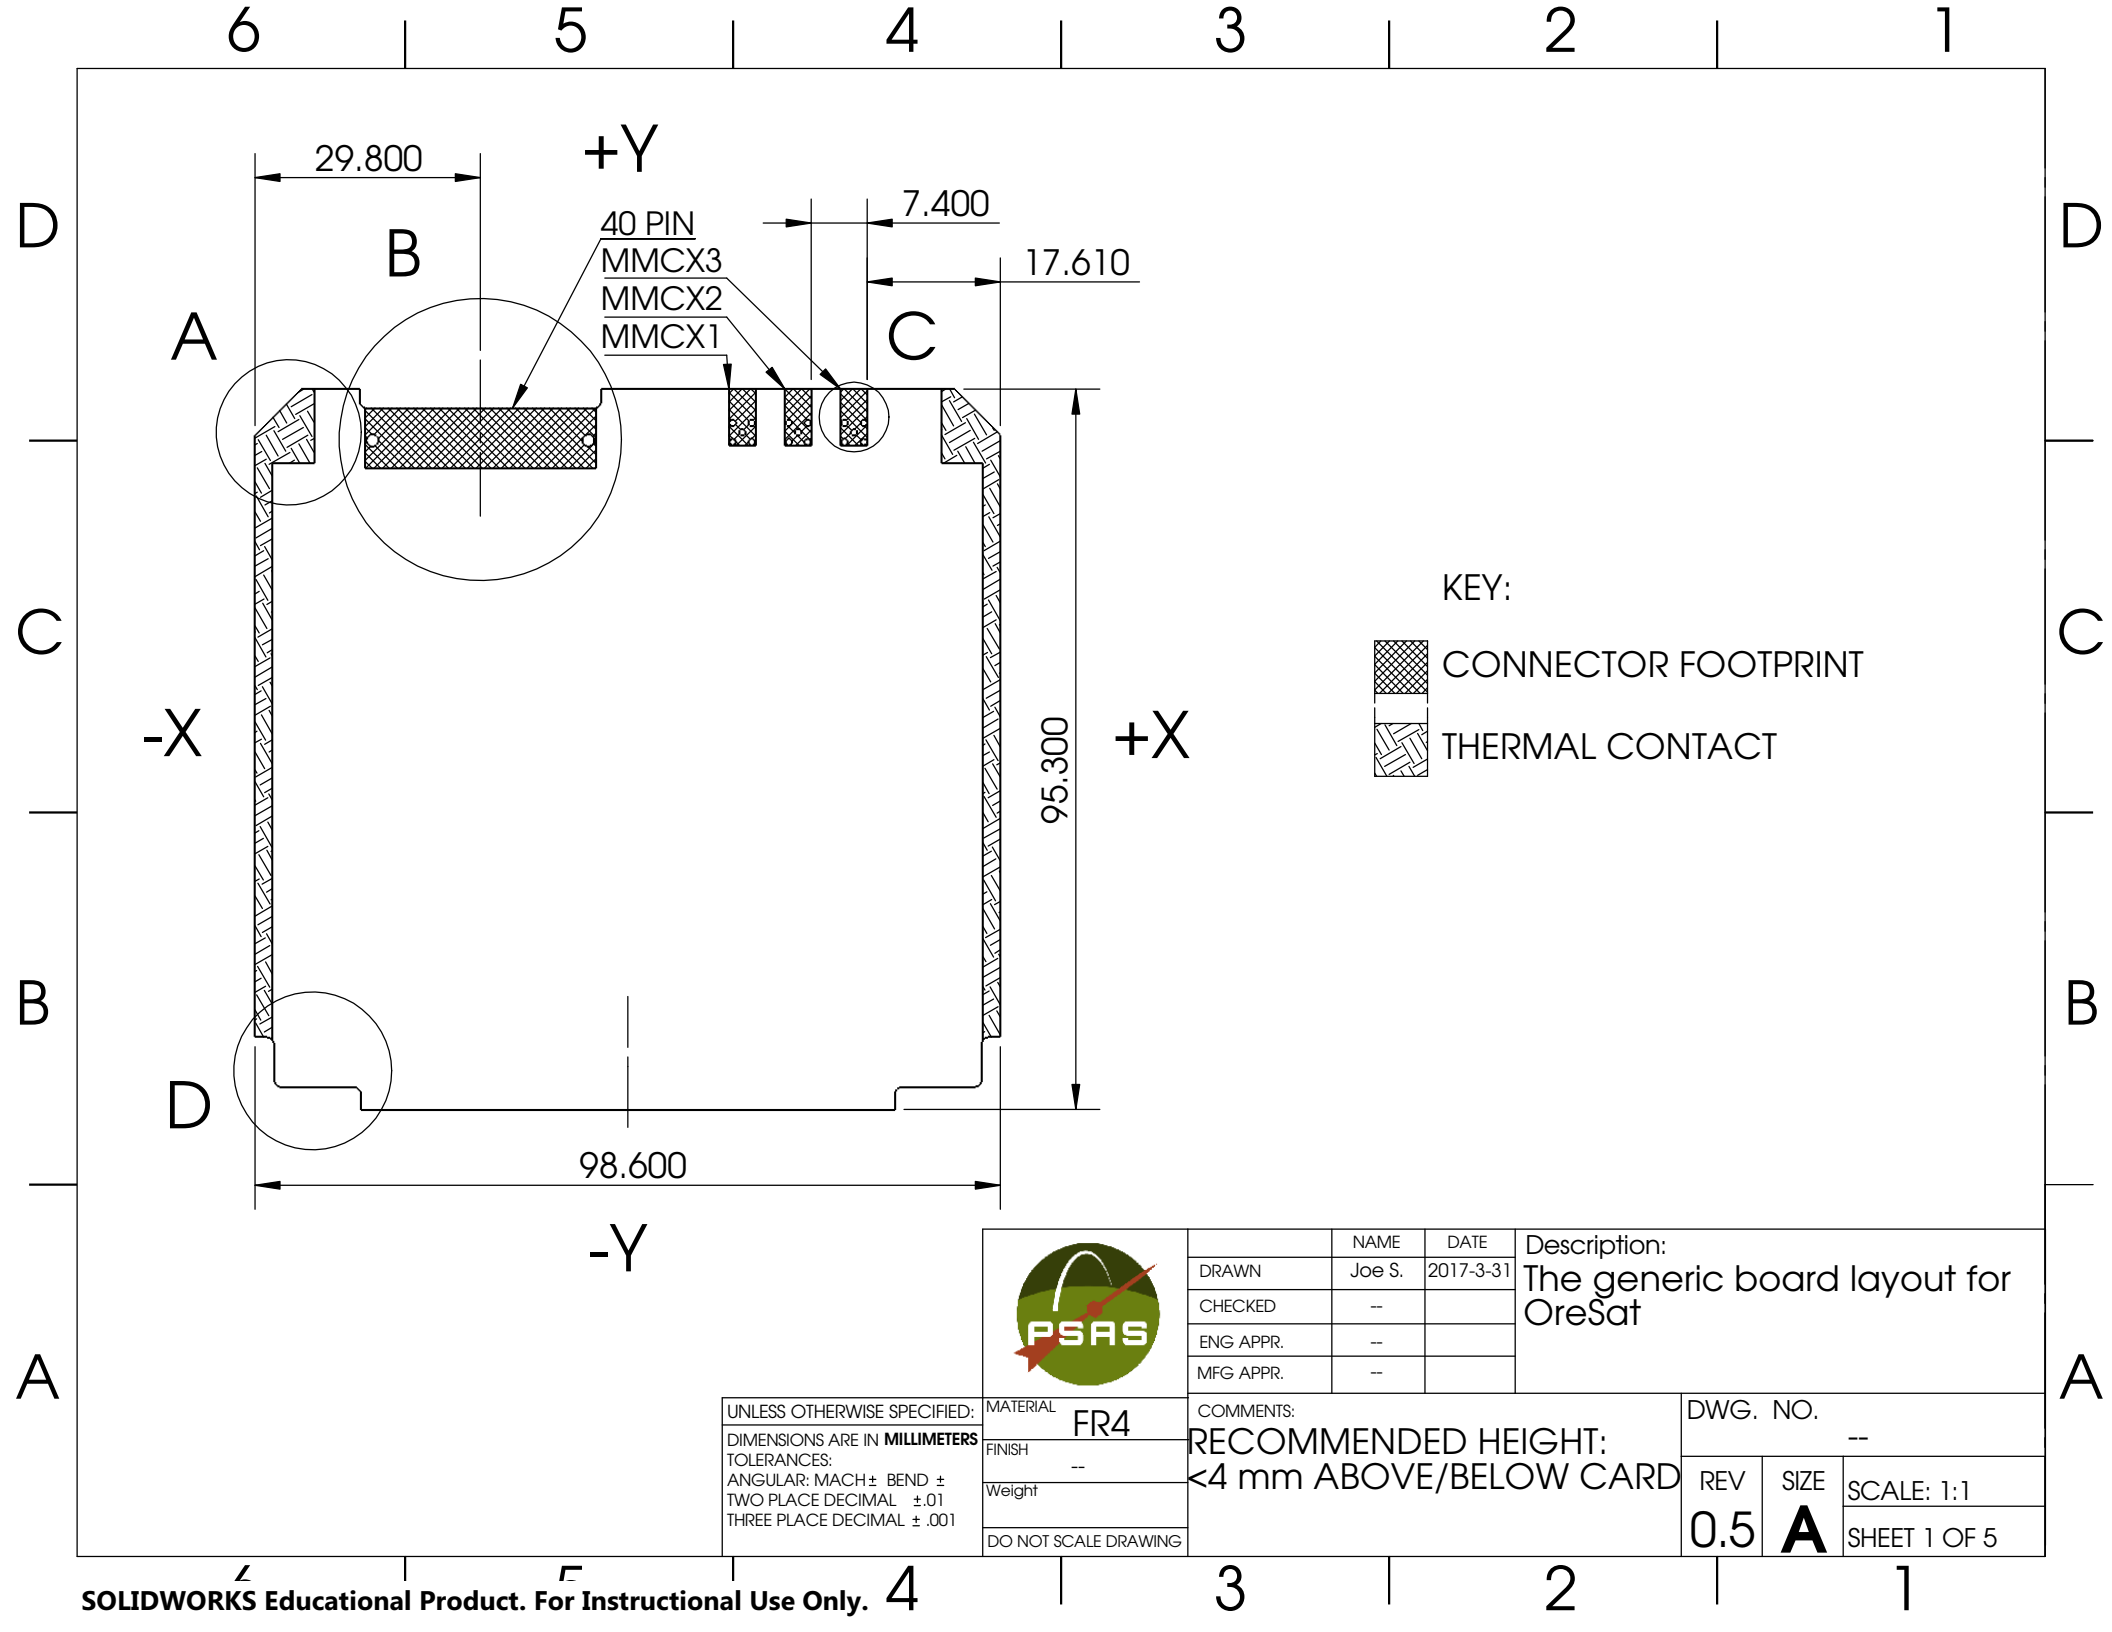 6 5 4 3 2 1
+Y
29.800
7.400
D
D
40 PIN
B
MMCX3
17.610
MMCX2
A
MMCX1
C
KEY:
C
CONNECTOR FOOTPRINT
C
-X
95.300
+X
THERMAL CONTACT
B
B
D
98.600
-Y
NAME DATE
DRAWN Joe S. 2017-3-31
CHECKED --
ENG APPR. --
MFG APPR. --
Description:
The generic board layout for
OreSat
PSAS
A
A
UNLESS OTHERWISE SPECIFIED:
DIMENSIONS ARE IN MILLIMETERS
TOLERANCES:
ANGULAR: MACH± BEND ±
TWO PLACE DECIMAL ±.01
THREE PLACE DECIMAL ± .001
MATERIAL FR4
FINISH --
Weight
DO NOT SCALE DRAWING
COMMENTS:
RECOMMENDED HEIGHT:
<4 mm ABOVE/BELOW CARD
DWG. NO.
--
REV 0.5
SIZE A
SCALE: 1:1
SHEET 1 OF 5
6 5 4 3 2 1
SOLIDWORKS Educational Product. For Instructional Use Only.